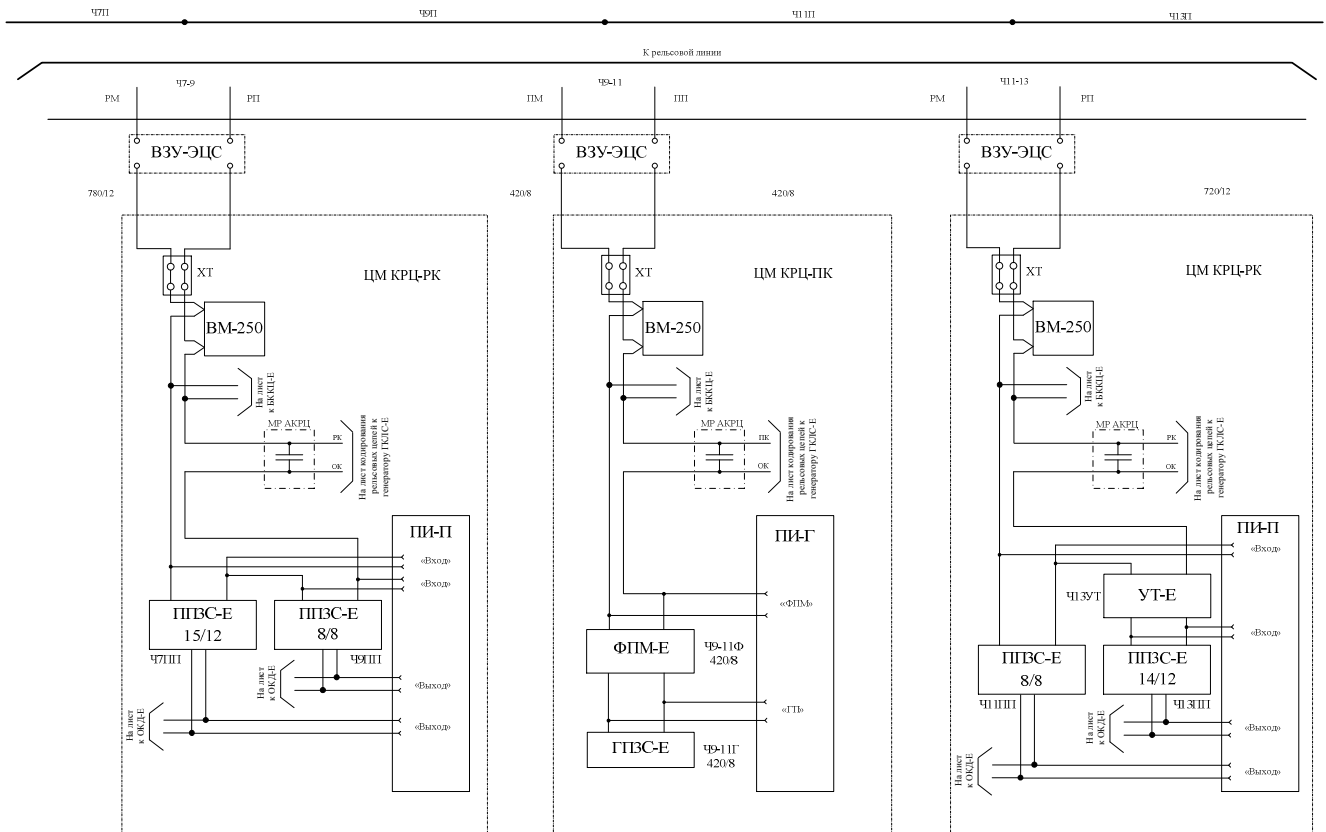 Ч7П
Ч9П
Ч11П
Ч13П
К рельсовой линии
Ч7-9
Ч9-11
Ч11-13
РМ
РП
ПМ
ПП
РМ
РП
ВЗУ-ЭЦС
ВЗУ-ЭЦС
ВЗУ-ЭЦС
780/12
420/8
420/8
720/12
ХТ
ЦМ КРЦ-РК
ВМ-250
На лист
к БККЦ-Е
МР АКРЦ
РК
ОК
На лист кодирования
рельсовых цепей к
генератору ГКЛС-Е
ПИ-П
«Вход»
«Вход»
ППЗС-Е
15/12
ППЗС-Е
8/8
Ч7ПП
Ч9ПП
На лист
к ОКД-Е
«Выход»
На лист
к ОКД-Е
«Выход»
ХТ
ЦМ КРЦ-ПК
ВМ-250
На лист
к БККЦ-Е
МР АКРЦ
ПК
ОК
На лист кодирования
рельсовых цепей к
генератору ГКЛС-Е
ПИ-Г
«ФПМ»
ФПМ-Е
Ч9-11Ф
420/8
«ГП»
ГПЗС-Е
Ч9-11Г
420/8
ХТ
ЦМ КРЦ-РК
ВМ-250
На лист
к БККЦ-Е
МР АКРЦ
РК
ОК
На лист кодирования
рельсовых цепей к
генератору ГКЛС-Е
ПИ-П
«Вход»
Ч13УТ
УТ-Е
«Вход»
ППЗС-Е
8/8
ППЗС-Е
14/12
Ч11ПП
Ч13ПП
На лист
к ОКД-Е
«Выход»
На лист
к ОКД-Е
«Выход»